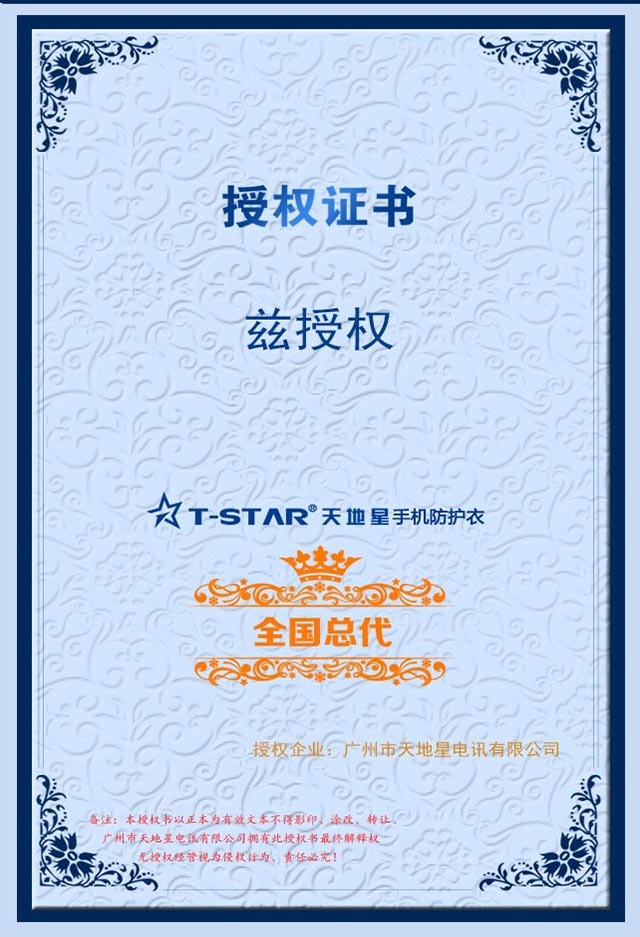 授权证书
兹授权
T-STAR® 天地星手机防护衣
全国总代
授权企业：广州市天地星电讯有限公司
备注：本授权书以正本为有效文本不得影印、涂改、转让、
广州市天地星电讯有限公司拥有此授权书最终解释权
无授权经营视为侵权行为、责任必究！